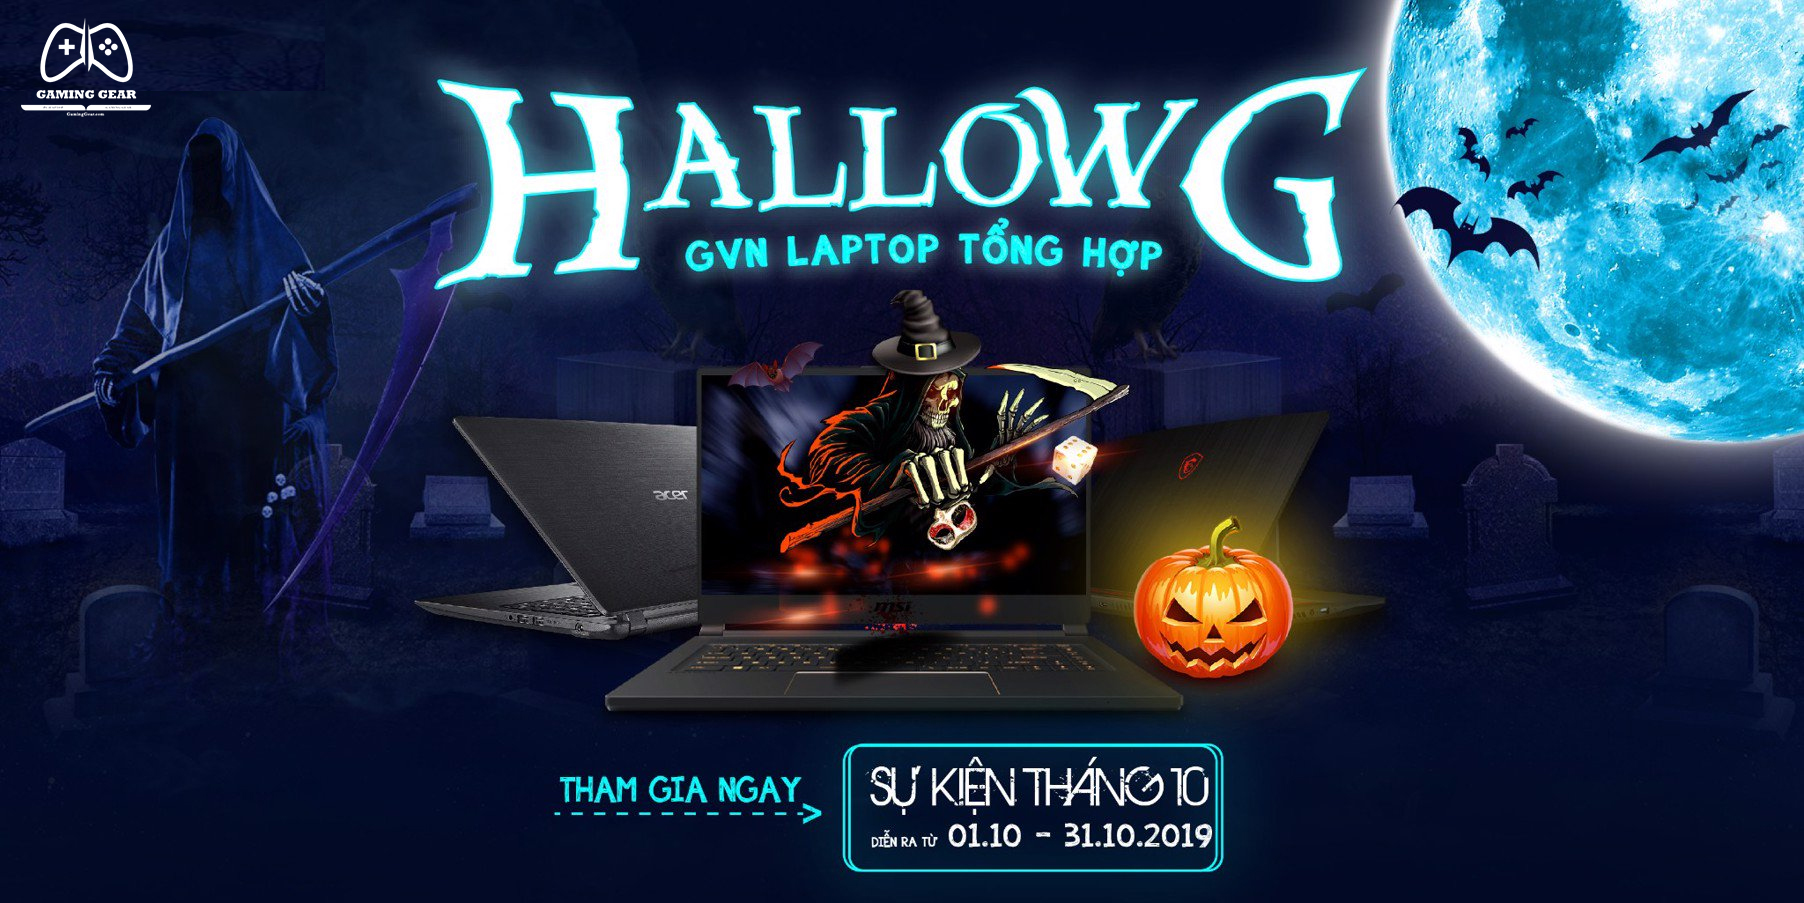 GAMING GEAR
GamingGear.com
HALLOWG
GVN LAPTOP TỔNG HỢP
acer
msi
THAM GIA NGAY
SỰ KIỆN THÁNG 10
DIỄN RA TỪ 01.10 - 31.10.2019